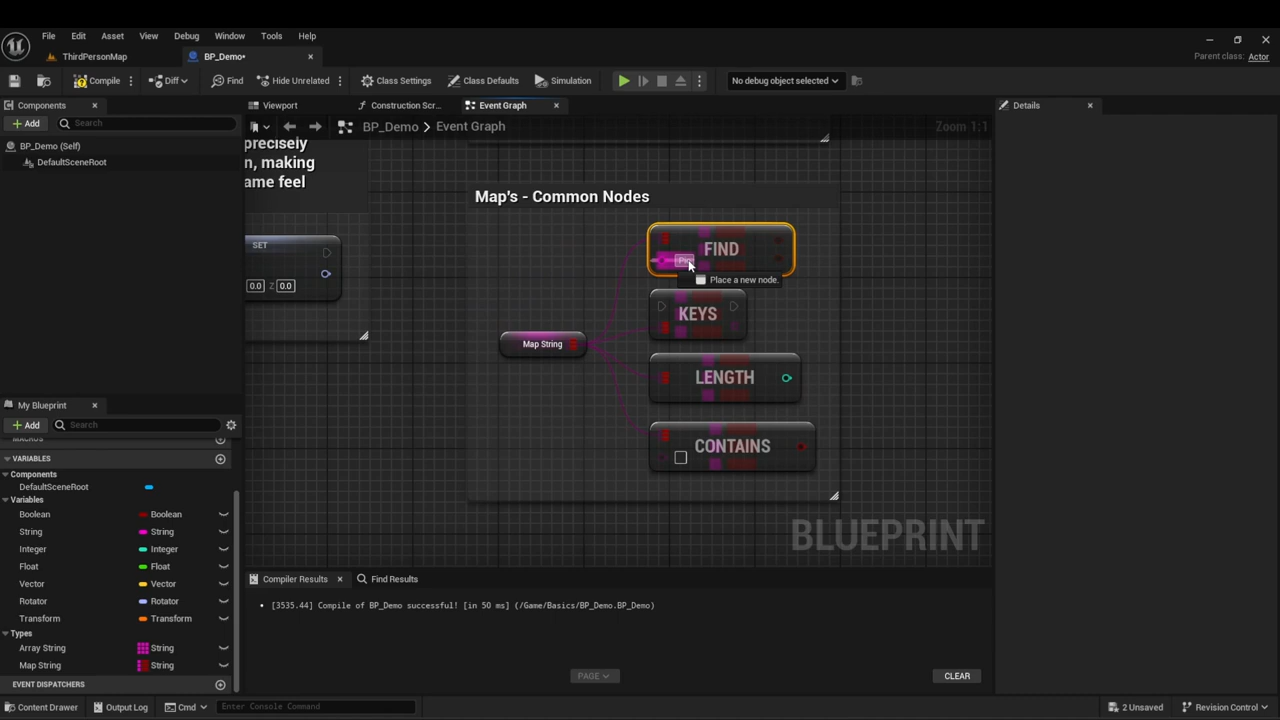 File Edit Asset View Debug Window Tools Help
ThirdPersonMap
BP_Demo•
Parent class: Actor
Compile
Diff
Find
Hide Unrelated
Class Settings
Class Defaults
Simulation
No debug object selected
Components
Add
Search
BP_Demo (Self)
DefaultSceneRoot
Viewport
Construction Scr...
Event Graph
BP_Demo > Event Graph
Zoom 1:1
Details
precisely
n, making
ame feel
SET
0.0 Z 0.0
Map's - Common Nodes
FIND
Place a new node.
KEYS
Map String
LENGTH
CONTAINS
BLUEPRINT
My Blueprint
Add
Search
MACROS
VARIABLES
Components
DefaultSceneRoot
Variables
Boolean Boolean
String String
Integer Integer
Float Float
Vector Vector
Rotator Rotator
Transform Transform
Types
Array String String
Map String String
EVENT DISPATCHERS
Compiler Results
Find Results
[3535.44] Compile of BP_Demo successful! [in 50 ms] (/Game/Basics/BP_Demo.BP_Demo)
PAGE
CLEAR
Content Drawer
Output Log
Cmd
Enter Console Command
2 Unsaved
Revision Control